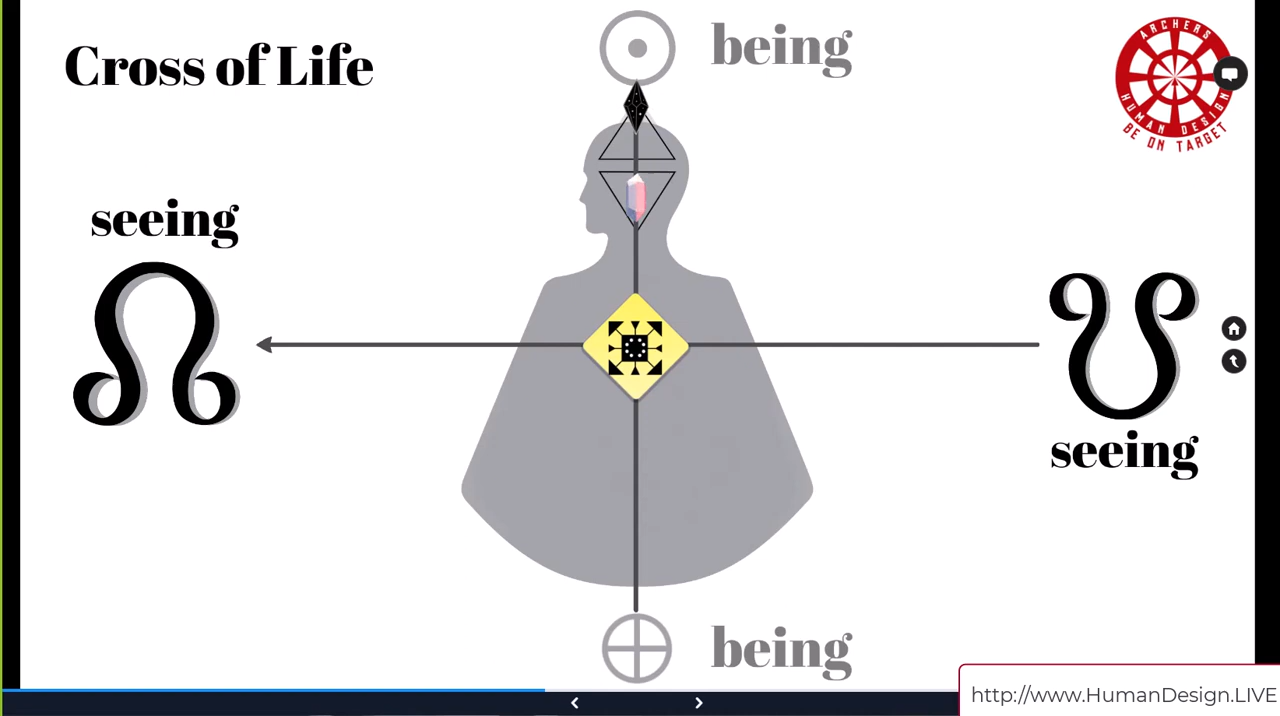 Cross of Life
being
ARCHERS
HUMAN DESIGN
BE ON TARGET
seeing
seeing
being
http://www.HumanDesign.LIVE